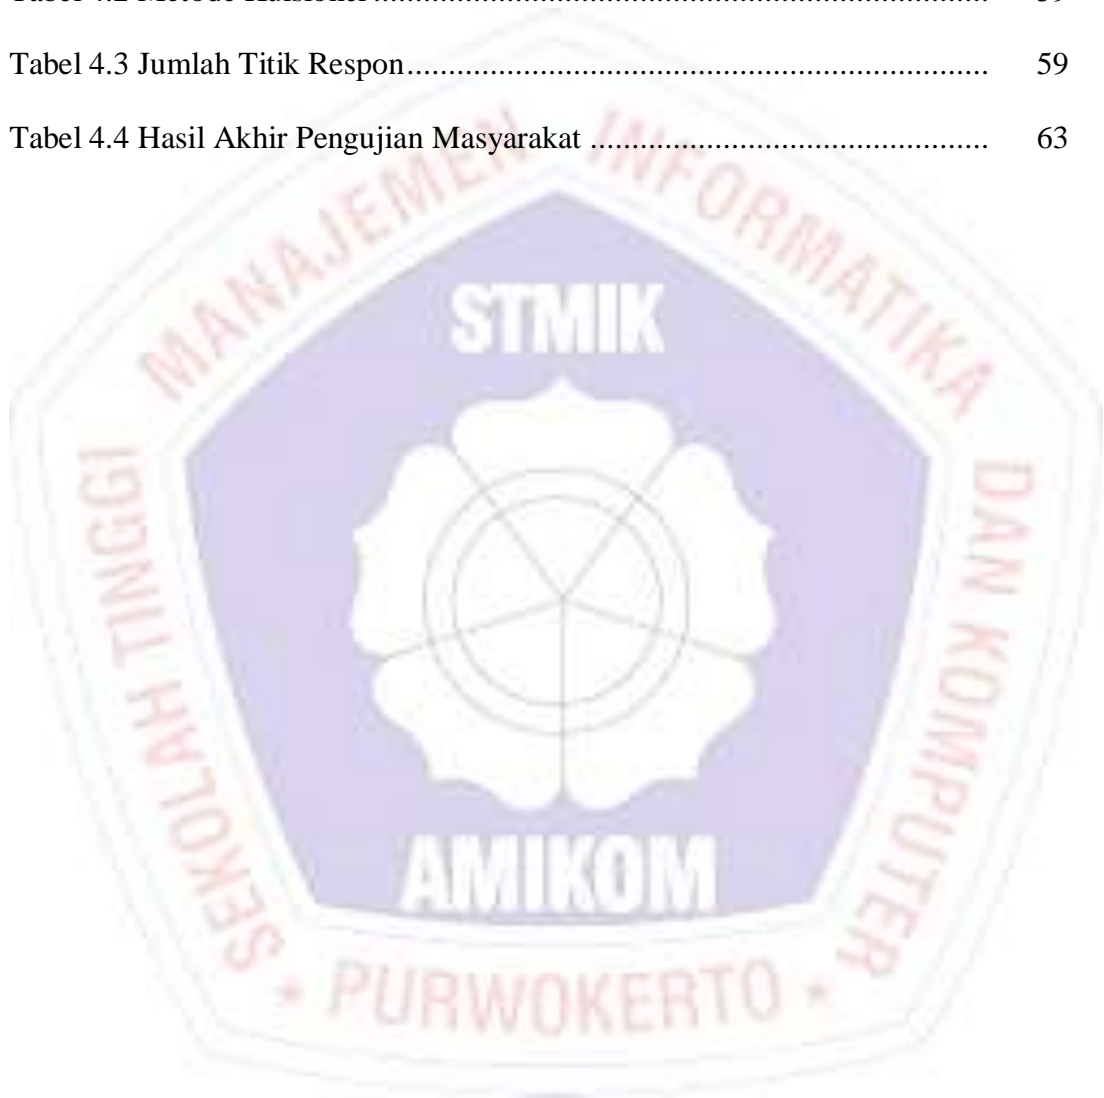 Tabel 4.3 Jumlah Titik Respon........................................................................ 59
Tabel 4.4 Hasil Akhir Pengujian Masyarakat ................................................. 63
SEKOLAH TINGGI MANAJEMEN INFORMATIKA DAN KOMPUTER
STMIK
AMIKOM
* PURWOKERTO *